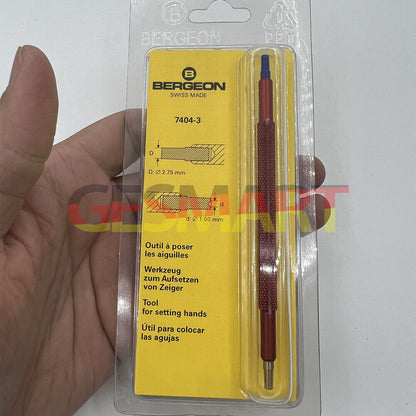 BERGEON
PET
B
BERGEON
SWISS MADE
7404-3
D
D: Ø 2.75 mm
GESMART
d
d: Ø 1.00 mm
Outil à poser
les aiguilles
Werkzeug
zum Aufsetzen
von Zeiger
Tool
for setting hands
Útil para colocar
las agujas